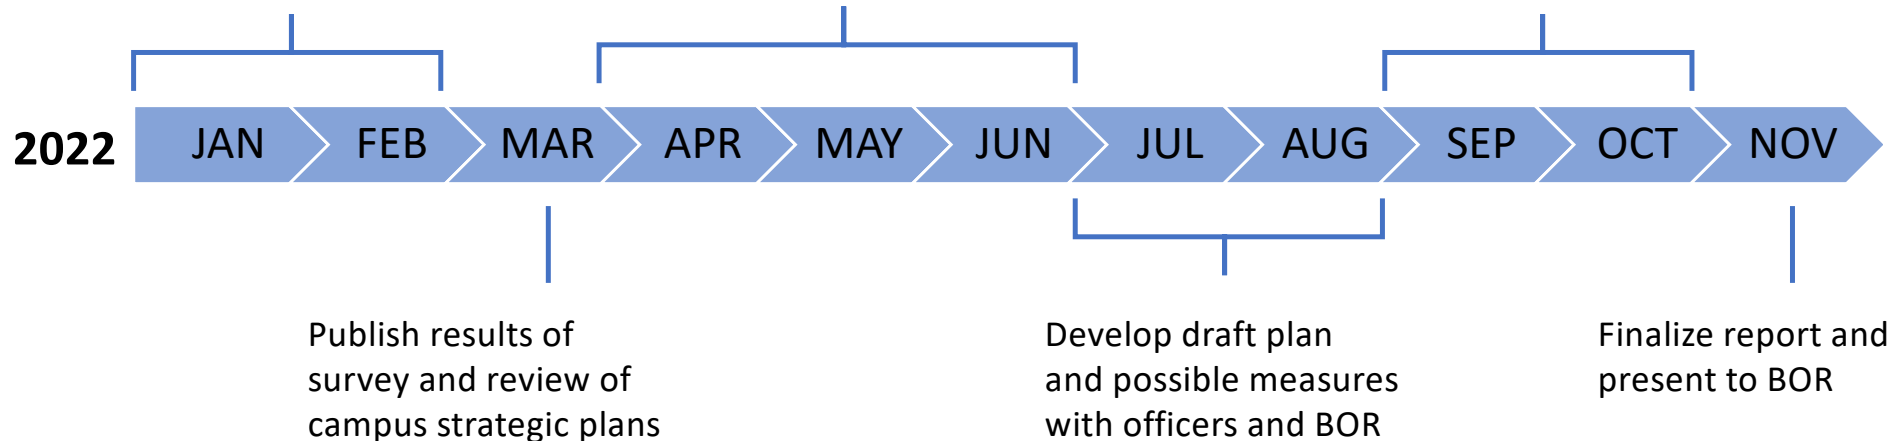 2022
JAN
FEB
MAR
APR
MAY
JUN
JUL
AUG
SEP
OCT
NOV
Publish results of
survey and review of
campus strategic plans
Develop draft plan
and possible measures
with officers and BOR
Finalize report and
present to BOR